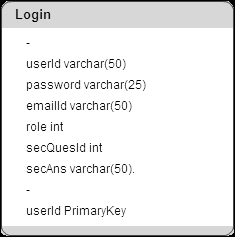 Login
-
userId varchar(50)
password varchar(25)
emailId varchar(50)
role int
secQuesId int
secAns varchar(50).
-
userId PrimaryKey